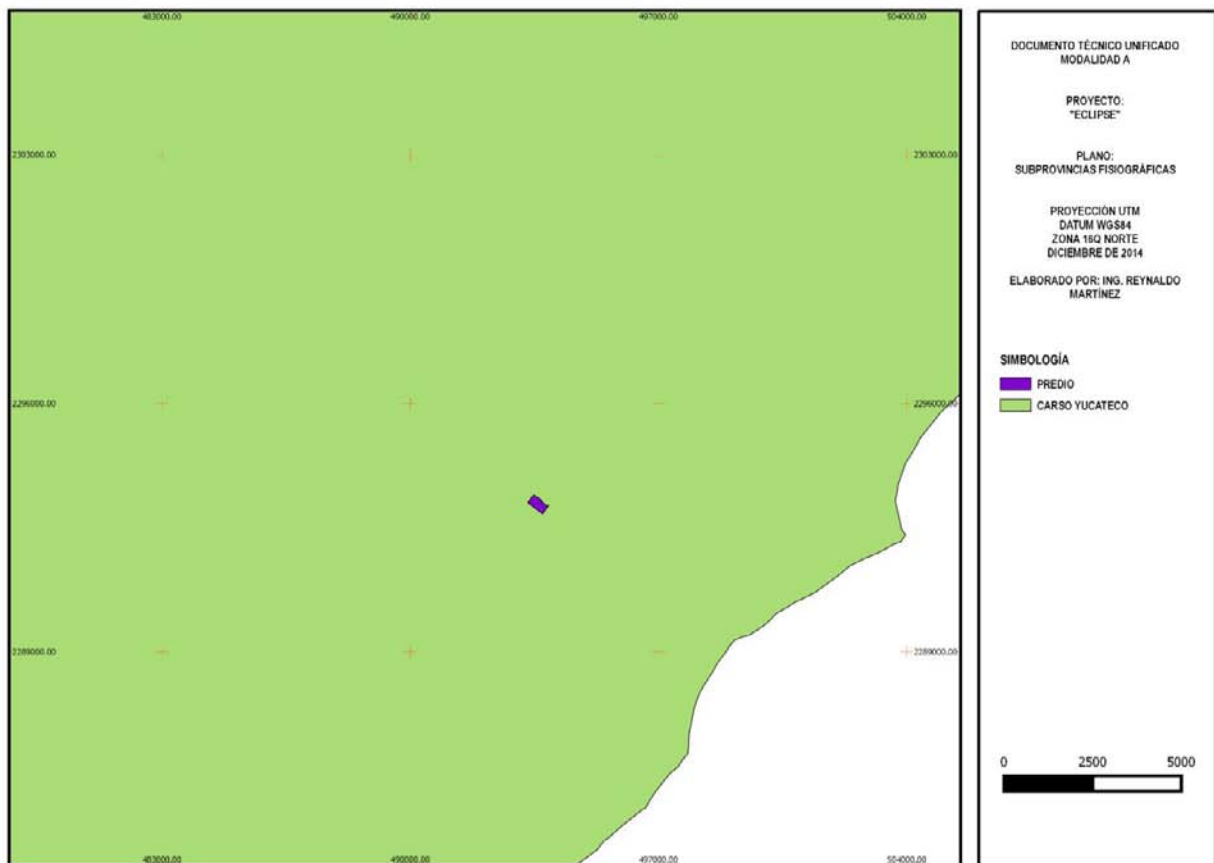 483000.00 490000.00 497000.00 504000.00
2303000.00 2303000.00
2296000.00 2296000.00
2289000.00 2289000.00
483000.00 490000.00 497000.00 504000.00
DOCUMENTO TÉCNICO UNIFICADO
MODALIDAD A
PROYECTO:
"ECLIPSE"
PLANO:
SUBPROVINCIAS FISIOGRÁFICAS
PROYECCIÓN UTM
DATUM WGS84
ZONA 16Q NORTE
DICIEMBRE DE 2014
ELABORADO POR: ING. REYNALDO
MARTÍNEZ
SIMBOLOGÍA
PREDIO
CARSO YUCATECO
0 2500 5000